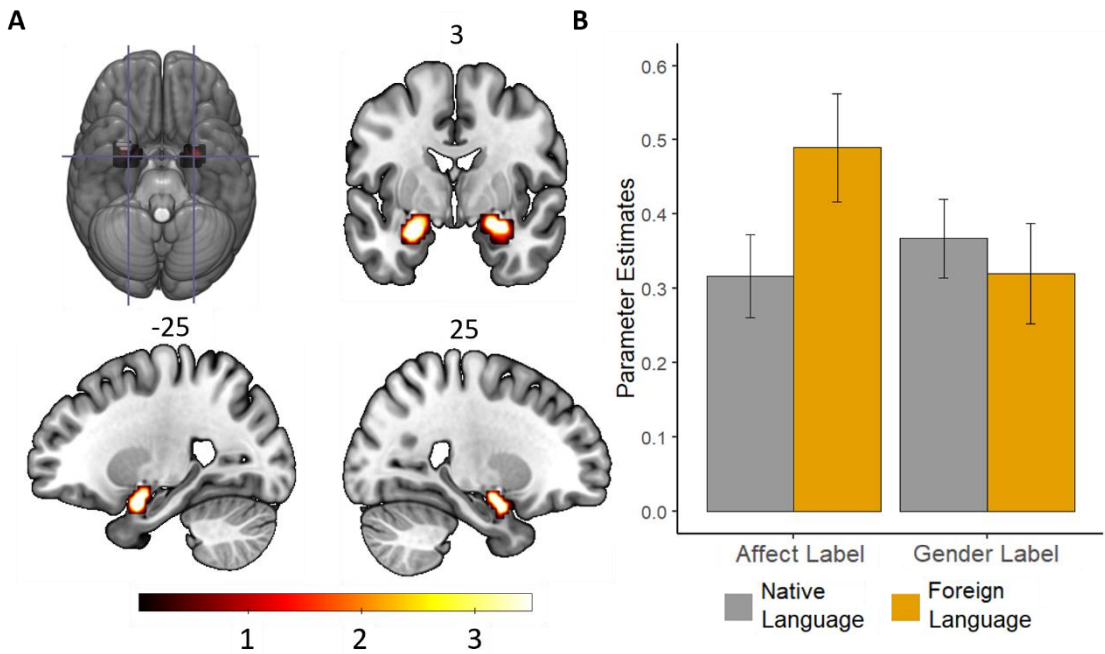 A
3
-25
25
1 2 3
B
Parameter Estimates
0.6
0.5
0.4
0.3
0.2
0.1
0.0
Affect Label Gender Label
Native Language
Foreign Language